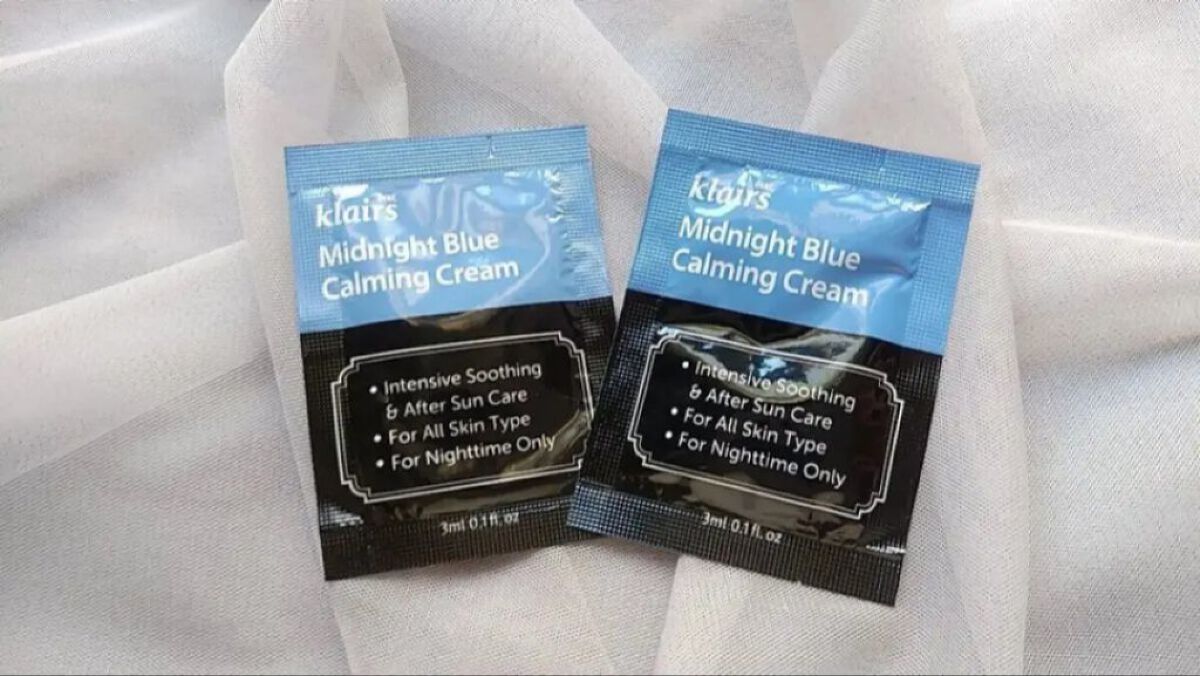 klairs
Midnight Blue
Calming Cream
• Intensive Soothing
& After Sun Care
• For All Skin Type
• For Nighttime Only
3ml 0.1fl. oz
klairs
Midnight Blue
Calming Cream
• Intensive Soothing
& After Sun Care
• For All Skin Type
• For Nighttime Only
3ml 0.1fl. oz